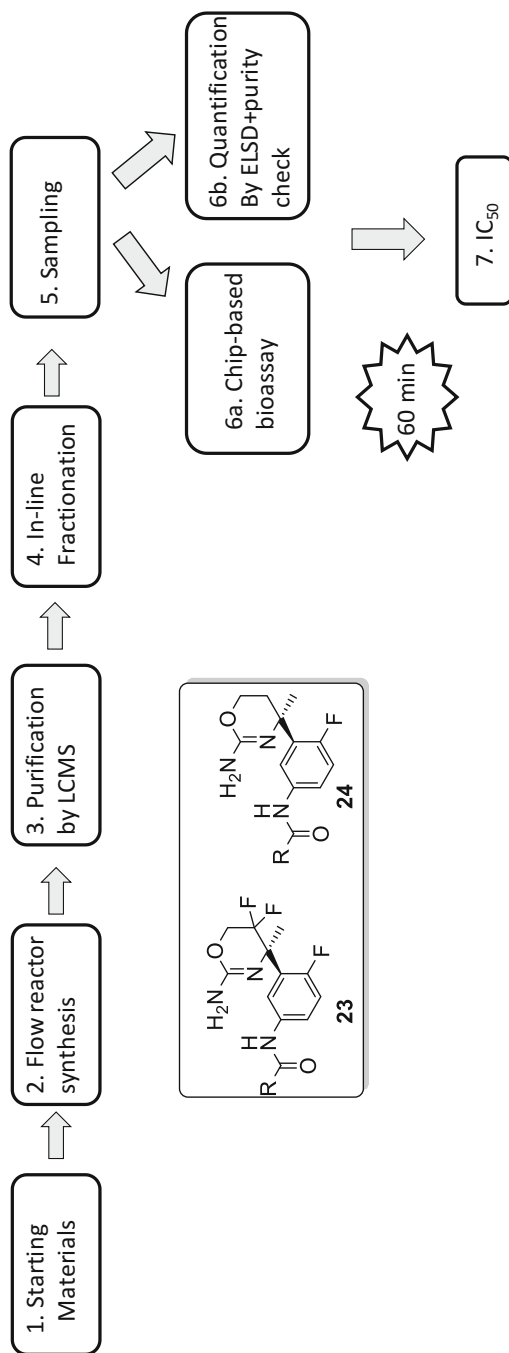 1. Starting
Materials
2. Flow reactor
synthesis
3. Purification
by LCMS
4. In-line
Fractionation
5. Sampling
6a. Chip-based
bioassay
6b. Quantification
By ELSD+purity
check
60 min
7. IC50
H2N
O
N
F
F
F
H
N
R
O
23
H2N
O
N
F
H
N
R
O
24